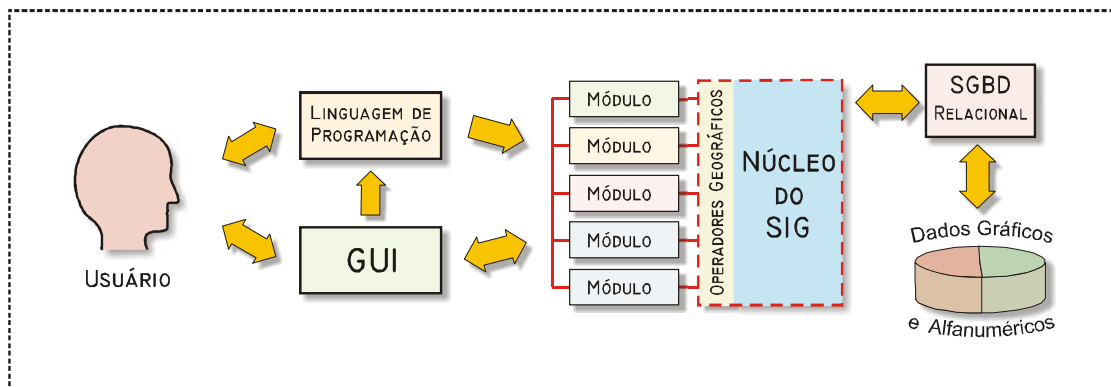 USUÁRIO
LINGUAGEM DE
PROGRAMAÇÃO
GUI
MÓDULO
MÓDULO
MÓDULO
MÓDULO
MÓDULO
OPERADORES GEOGRÁFICOS
NÚCLEO
DO
SIG
SGBD
RELACIONAL
Dados Gráficos
e Alfanuméricos